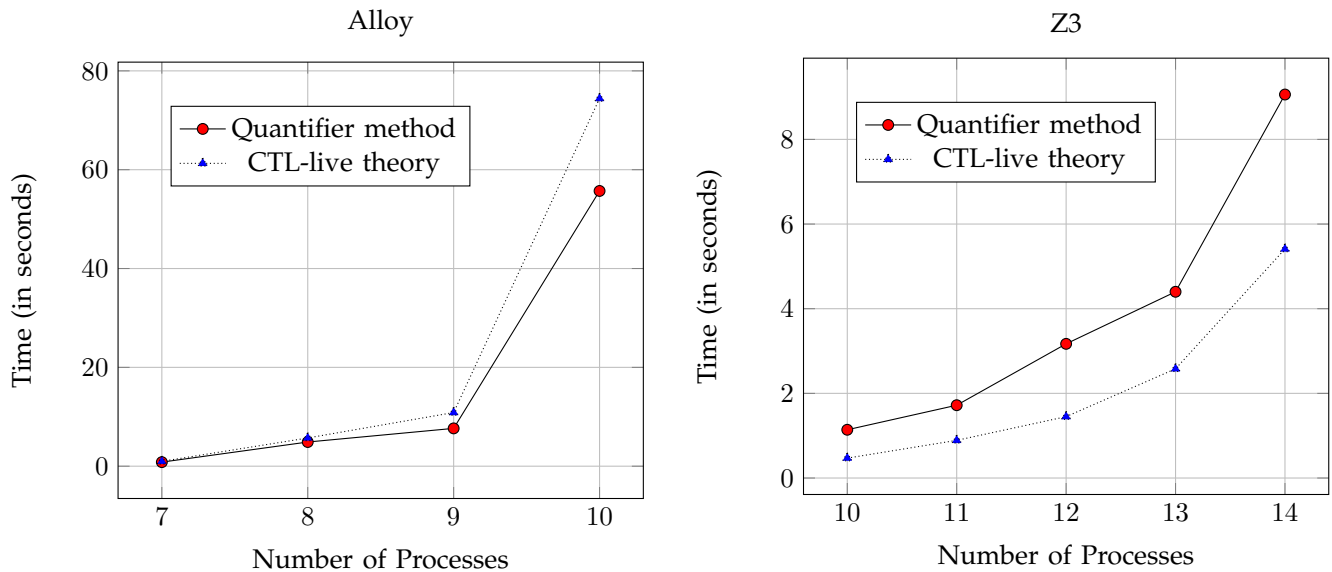 Alloy
80
60
40
20
0
Time (in seconds)
Quantifier method
CTL-live theory
7 8 9 10
Number of Processes
Z3
8
6
4
2
0
Time (in seconds)
Quantifier method
CTL-live theory
10 11 12 13 14
Number of Processes